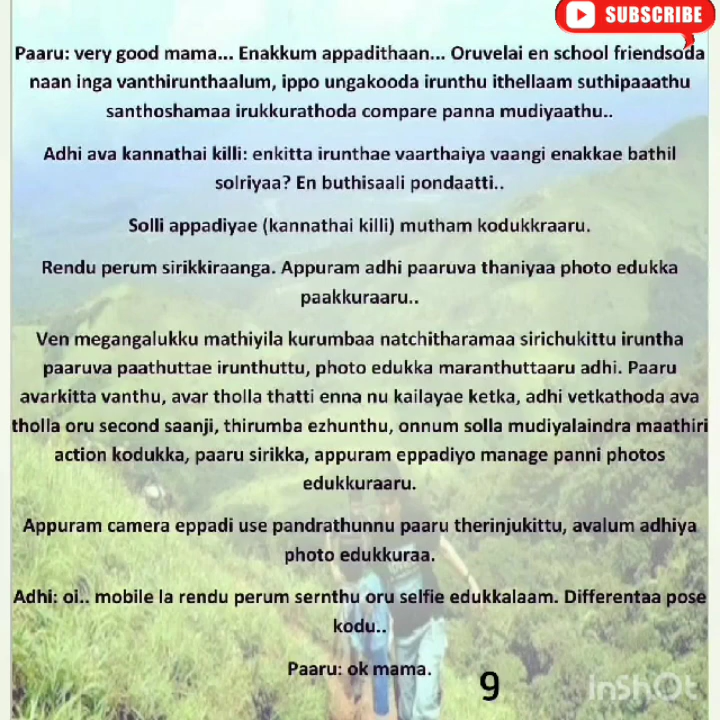 SUBSCRIBE
Paaru: very good mama... Enakkum appadithaan... Oruvelai en school friendsoda
naan inga vanthirunthaalum, ippo ungakooda irunthu ithellaam suthipaaathu
santhoshamaa irukkurathoda compare panna mudiyaathu..
Adhi ava kannathai killi: enkitta irunthae vaarthaiya vaangi enakkae bathil
solriyaa? En buthisaali pondaatti..
Solli appadiyae (kannathai killi) mutham kodukkraaru.
Rendu perum sirikkiraanga. Appuram adhi paaruva thaniyaa photo edukka
paakkuraaru..
Ven megangalukku mathiyila kurumbaa natchitharamaa sirichukittu iruntha
paaruva paathuttae irunthuttu, photo edukka maranthuttaaru adhi. Paaru
avarkitta vanthu, avar tholla thatti enna nu kailayae ketka, adhi vetkathoda ava
tholla oru second saanji, thirumba ezhunthu, onnum solla mudiyalaindra maathiri
action kodukka, paaru sirikka, appuram eppadiyo manage panni photos
edukkuraaru.
Appuram camera eppadi use pandrathunnu paaru therinjukittu, avalum adhiya
photo edukkuraa.
Adhi: oi.. mobile la rendu perum sernthu oru selfie edukkalaam. Differentaa pose
kodu..
Paaru: ok mama.
9
InShOt